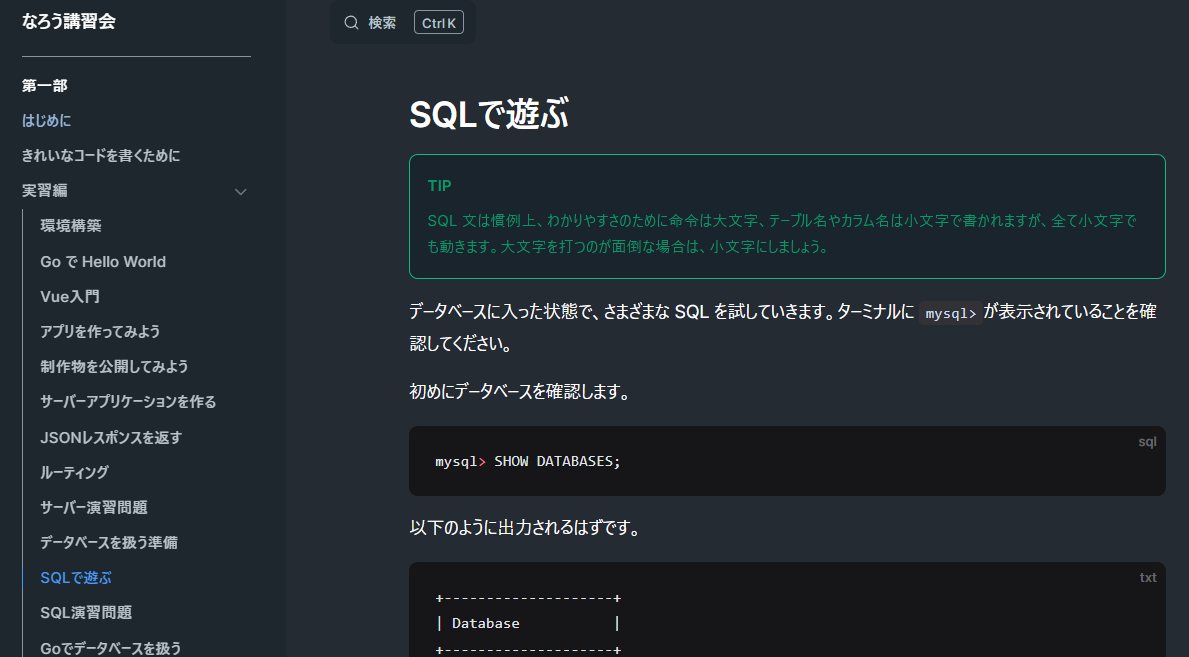 なろう講習会
検索 Ctrl K
第一部
はじめに
きれいなコードを書くために
実習編
環境構築
Go で Hello World
Vue入門
アプリを作ってみよう
制作物を公開してみよう
サーバーアプリケーションを作る
JSONレスポンスを返す
ルーティング
サーバー演習問題
データベースを扱う準備
SQLで遊ぶ
SQL演習問題
Goでデータベースを扱う
SQLで遊ぶ
TIP
SQL 文は慣例上、わかりやすさのために命令は大文字、テーブル名やカラム名は小文字で書かれますが、全て小文字で
も動きます。大文字を打つのが面倒な場合は、小文字にしましょう。
データベースに入った状態で、さまざまな SQL を試していきます。ターミナルに mysql> が表示されていることを確
認してください。
初めにデータベースを確認します。
sql
mysql> SHOW DATABASES;
以下のように出力されるはずです。
txt
+--------------------+
| Database           |
+--------------------+